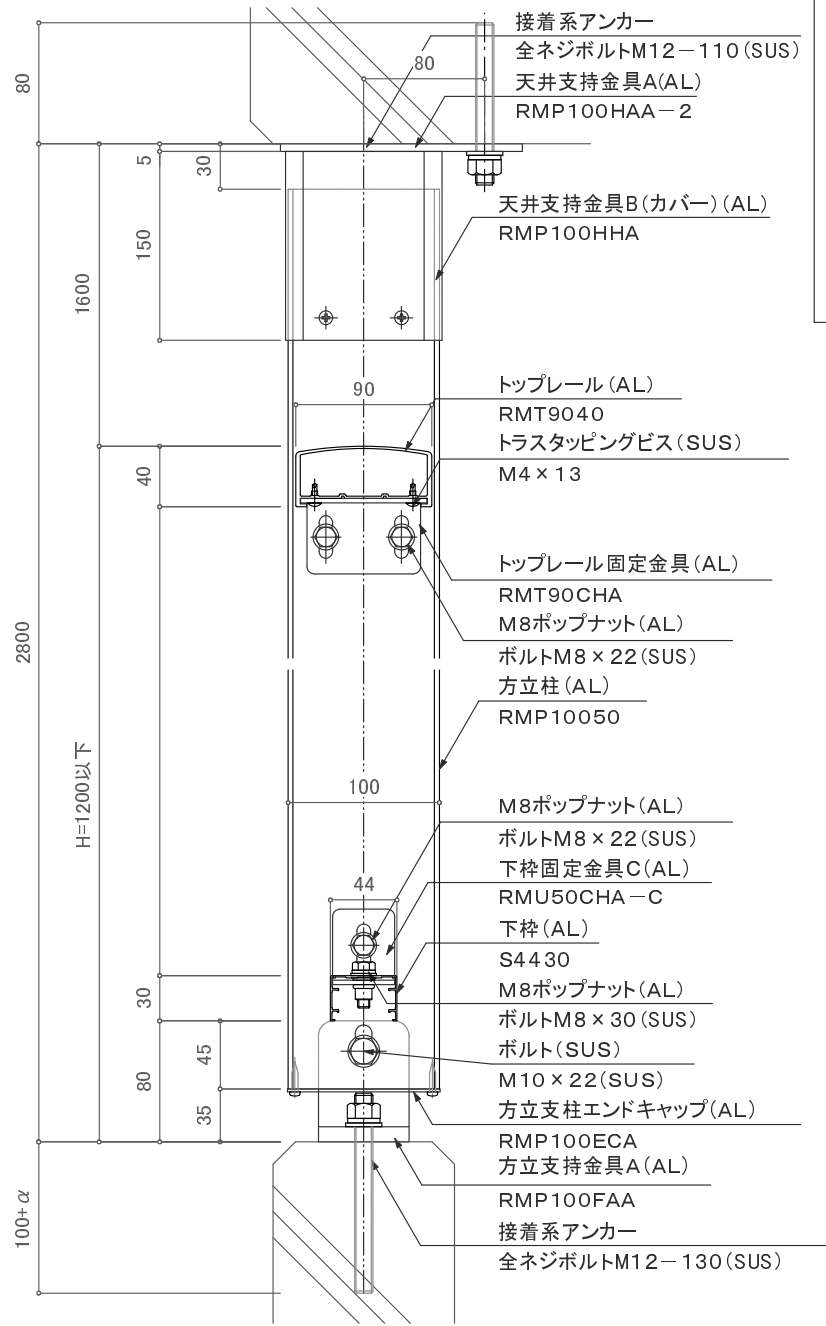 接着系アンカー
全ネジボルトM12－110(SUS)
天井支持金具A(AL)
RMP100HAA－2
天井支持金具B(カバー)(AL)
RMP100HHA
トップレール(AL)
RMT9040
トラスタッピングビス(SUS)
M4×13
トップレール固定金具(AL)
RMT90CHA
M8ポップナット(AL)
ボルトM8×22(SUS)
方立柱(AL)
RMP10050
M8ポップナット(AL)
ボルトM8×22(SUS)
下枠固定金具C(AL)
RMU50CHA－C
下枠(AL)
S4430
M8ポップナット(AL)
ボルトM8×30(SUS)
ボルト(SUS)
M10×22(SUS)
方立支柱エンドキャップ(AL)
RMP100ECA
方立支持金具A(AL)
RMP100FAA
接着系アンカー
全ネジボルトM12－130(SUS)
80
80
5
30
150
1600
90
40
2800
H=1200以下
100
44
30
45
80
35
100+α